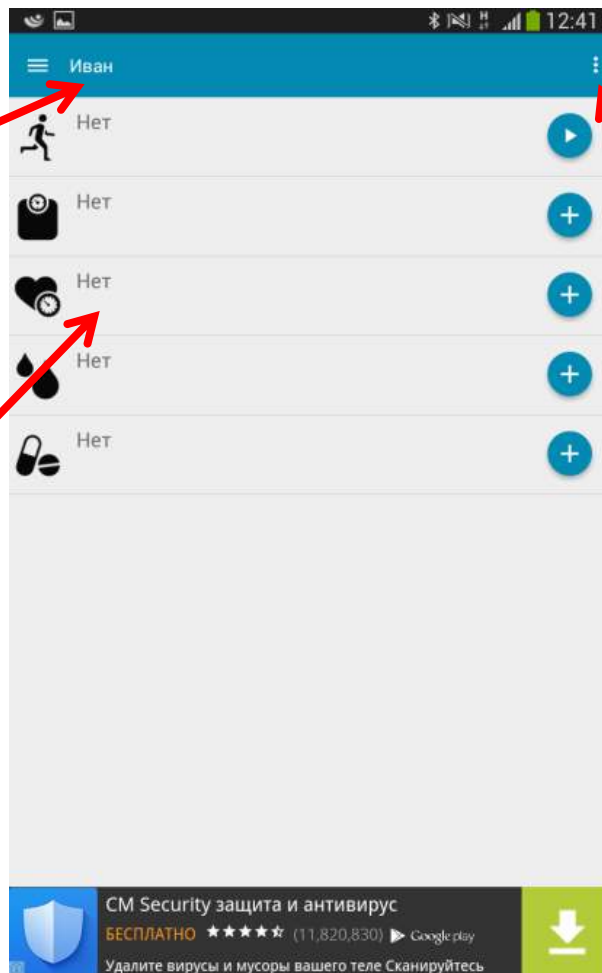 12:41
Иван
Нет
Нет
Нет
Нет
Нет
CM Security защита и антивирус
БЕСПЛАТНО (11,820,830) Google play
Удалите вирусы и мусоры вашего теле Сканируйтесь